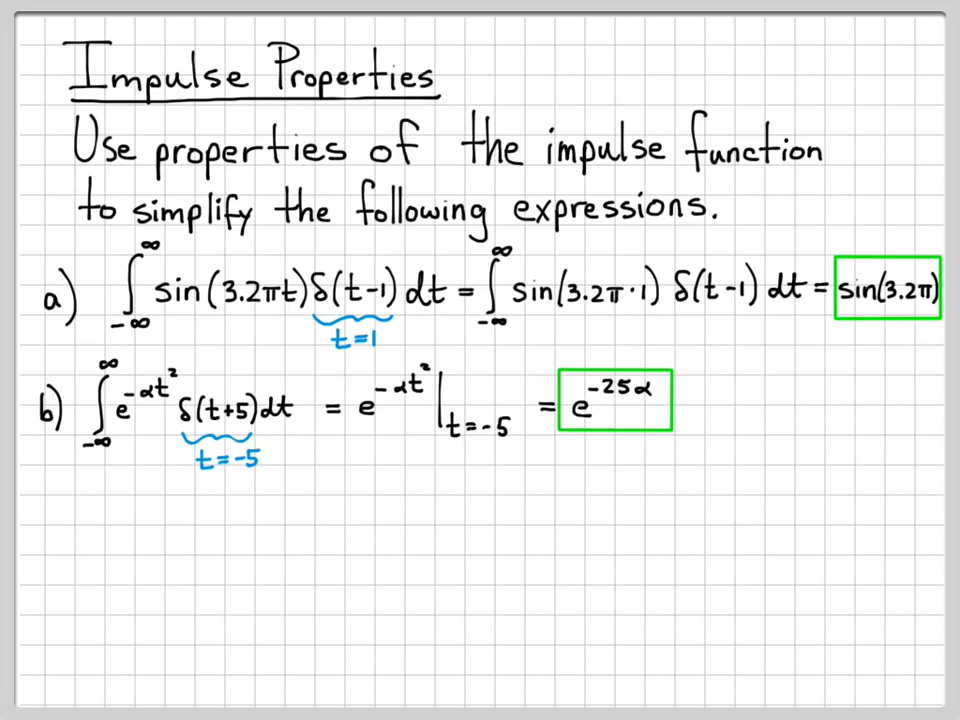 Impulse Properties
Use properties of the impulse function
to simplify the following expressions.
a) ∫_{-∞}^{∞} sin(3.2πt) δ(t-1) dt = ∫_{-∞}^{∞} sin(3.2π·1) δ(t-1) dt = sin(3.2π)
t=1
b) ∫_{-∞}^{∞} e^{-αt²} δ(t+5) dt = e^{-αt²} |_{t=-5} = e^{-25α}
t=-5